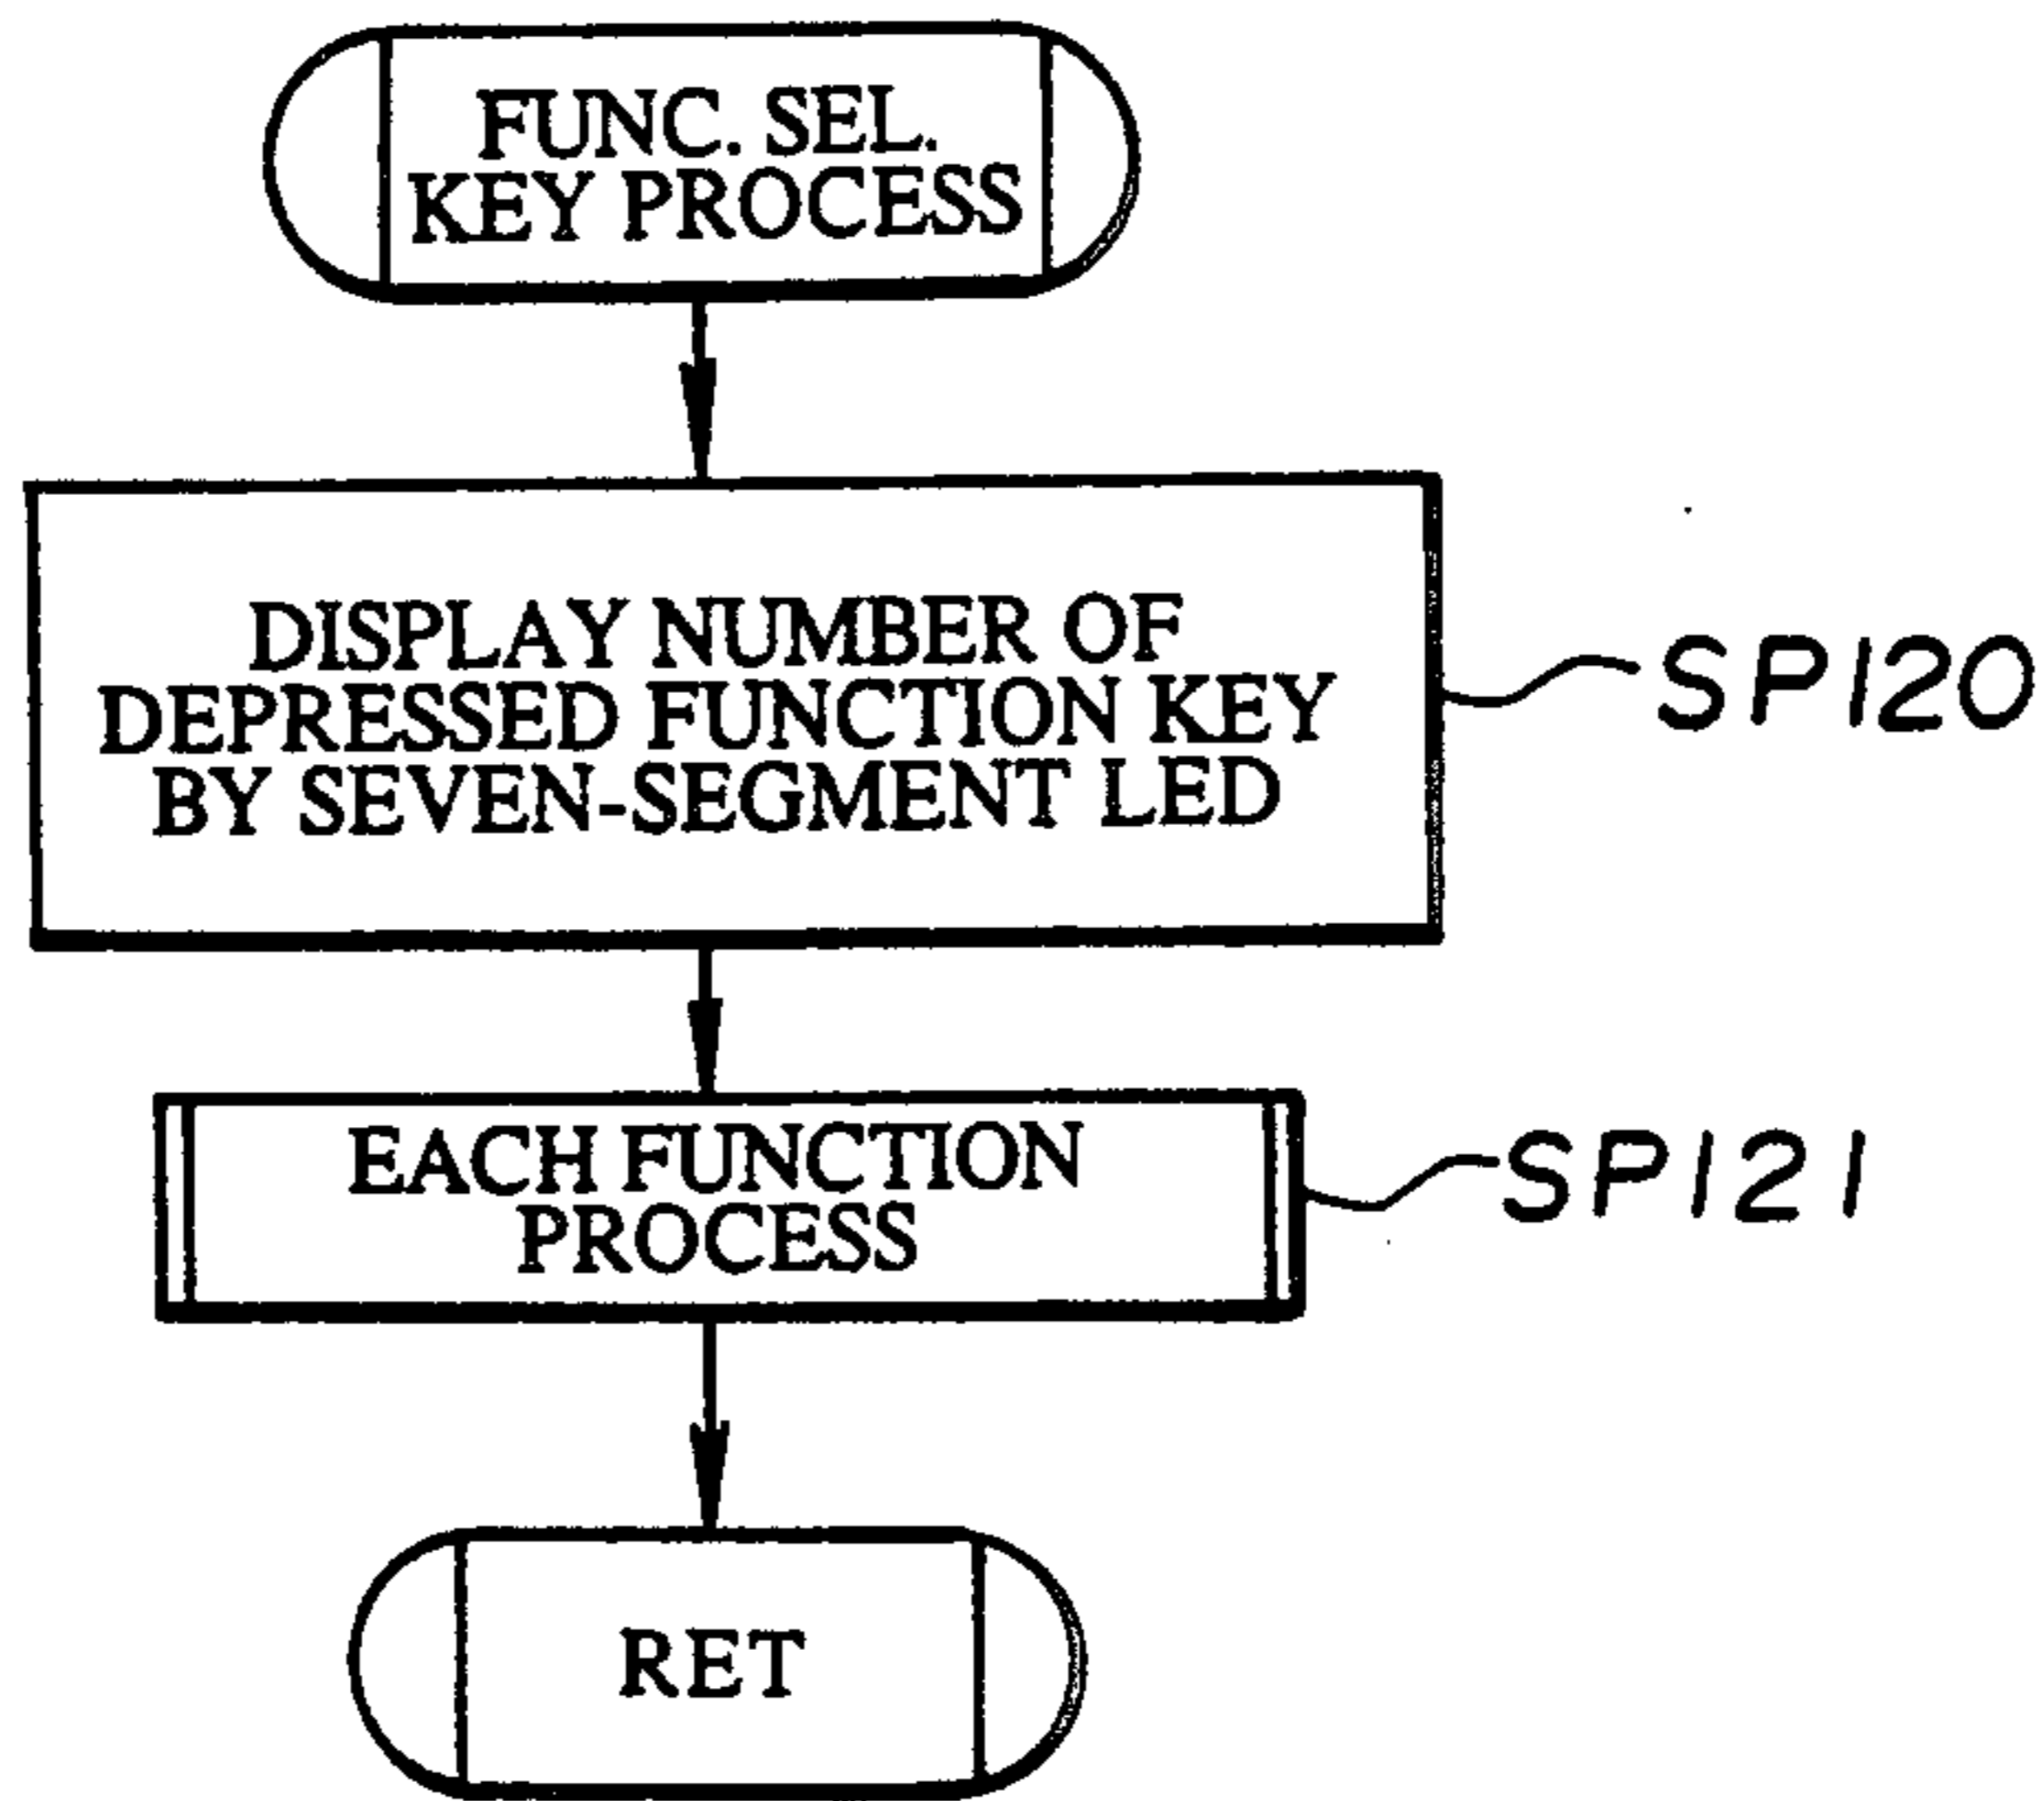 FUNC. SEL.
KEY PROCESS
DISPLAY NUMBER OF
DEPRESSED FUNCTION KEY
BY SEVEN-SEGMENT LED
SP120
EACH FUNCTION
PROCESS
SP121
RET